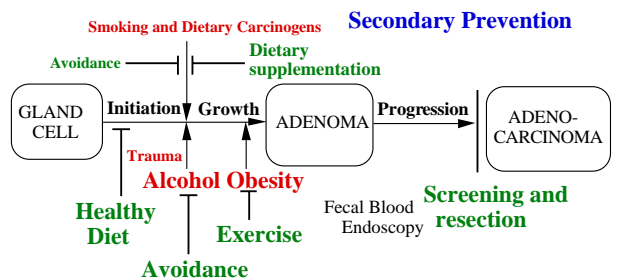 Smoking and Dietary Carcinogens
Secondary Prevention
Avoidance
Dietary
supplementation
GLAND
CELL
Initiation
Growth
ADENOMA
Progression
ADENO-
CARCINOMA
Trauma
Alcohol Obesity
Healthy
Diet
Exercise
Avoidance
Fecal Blood
Endoscopy
Screening and
resection